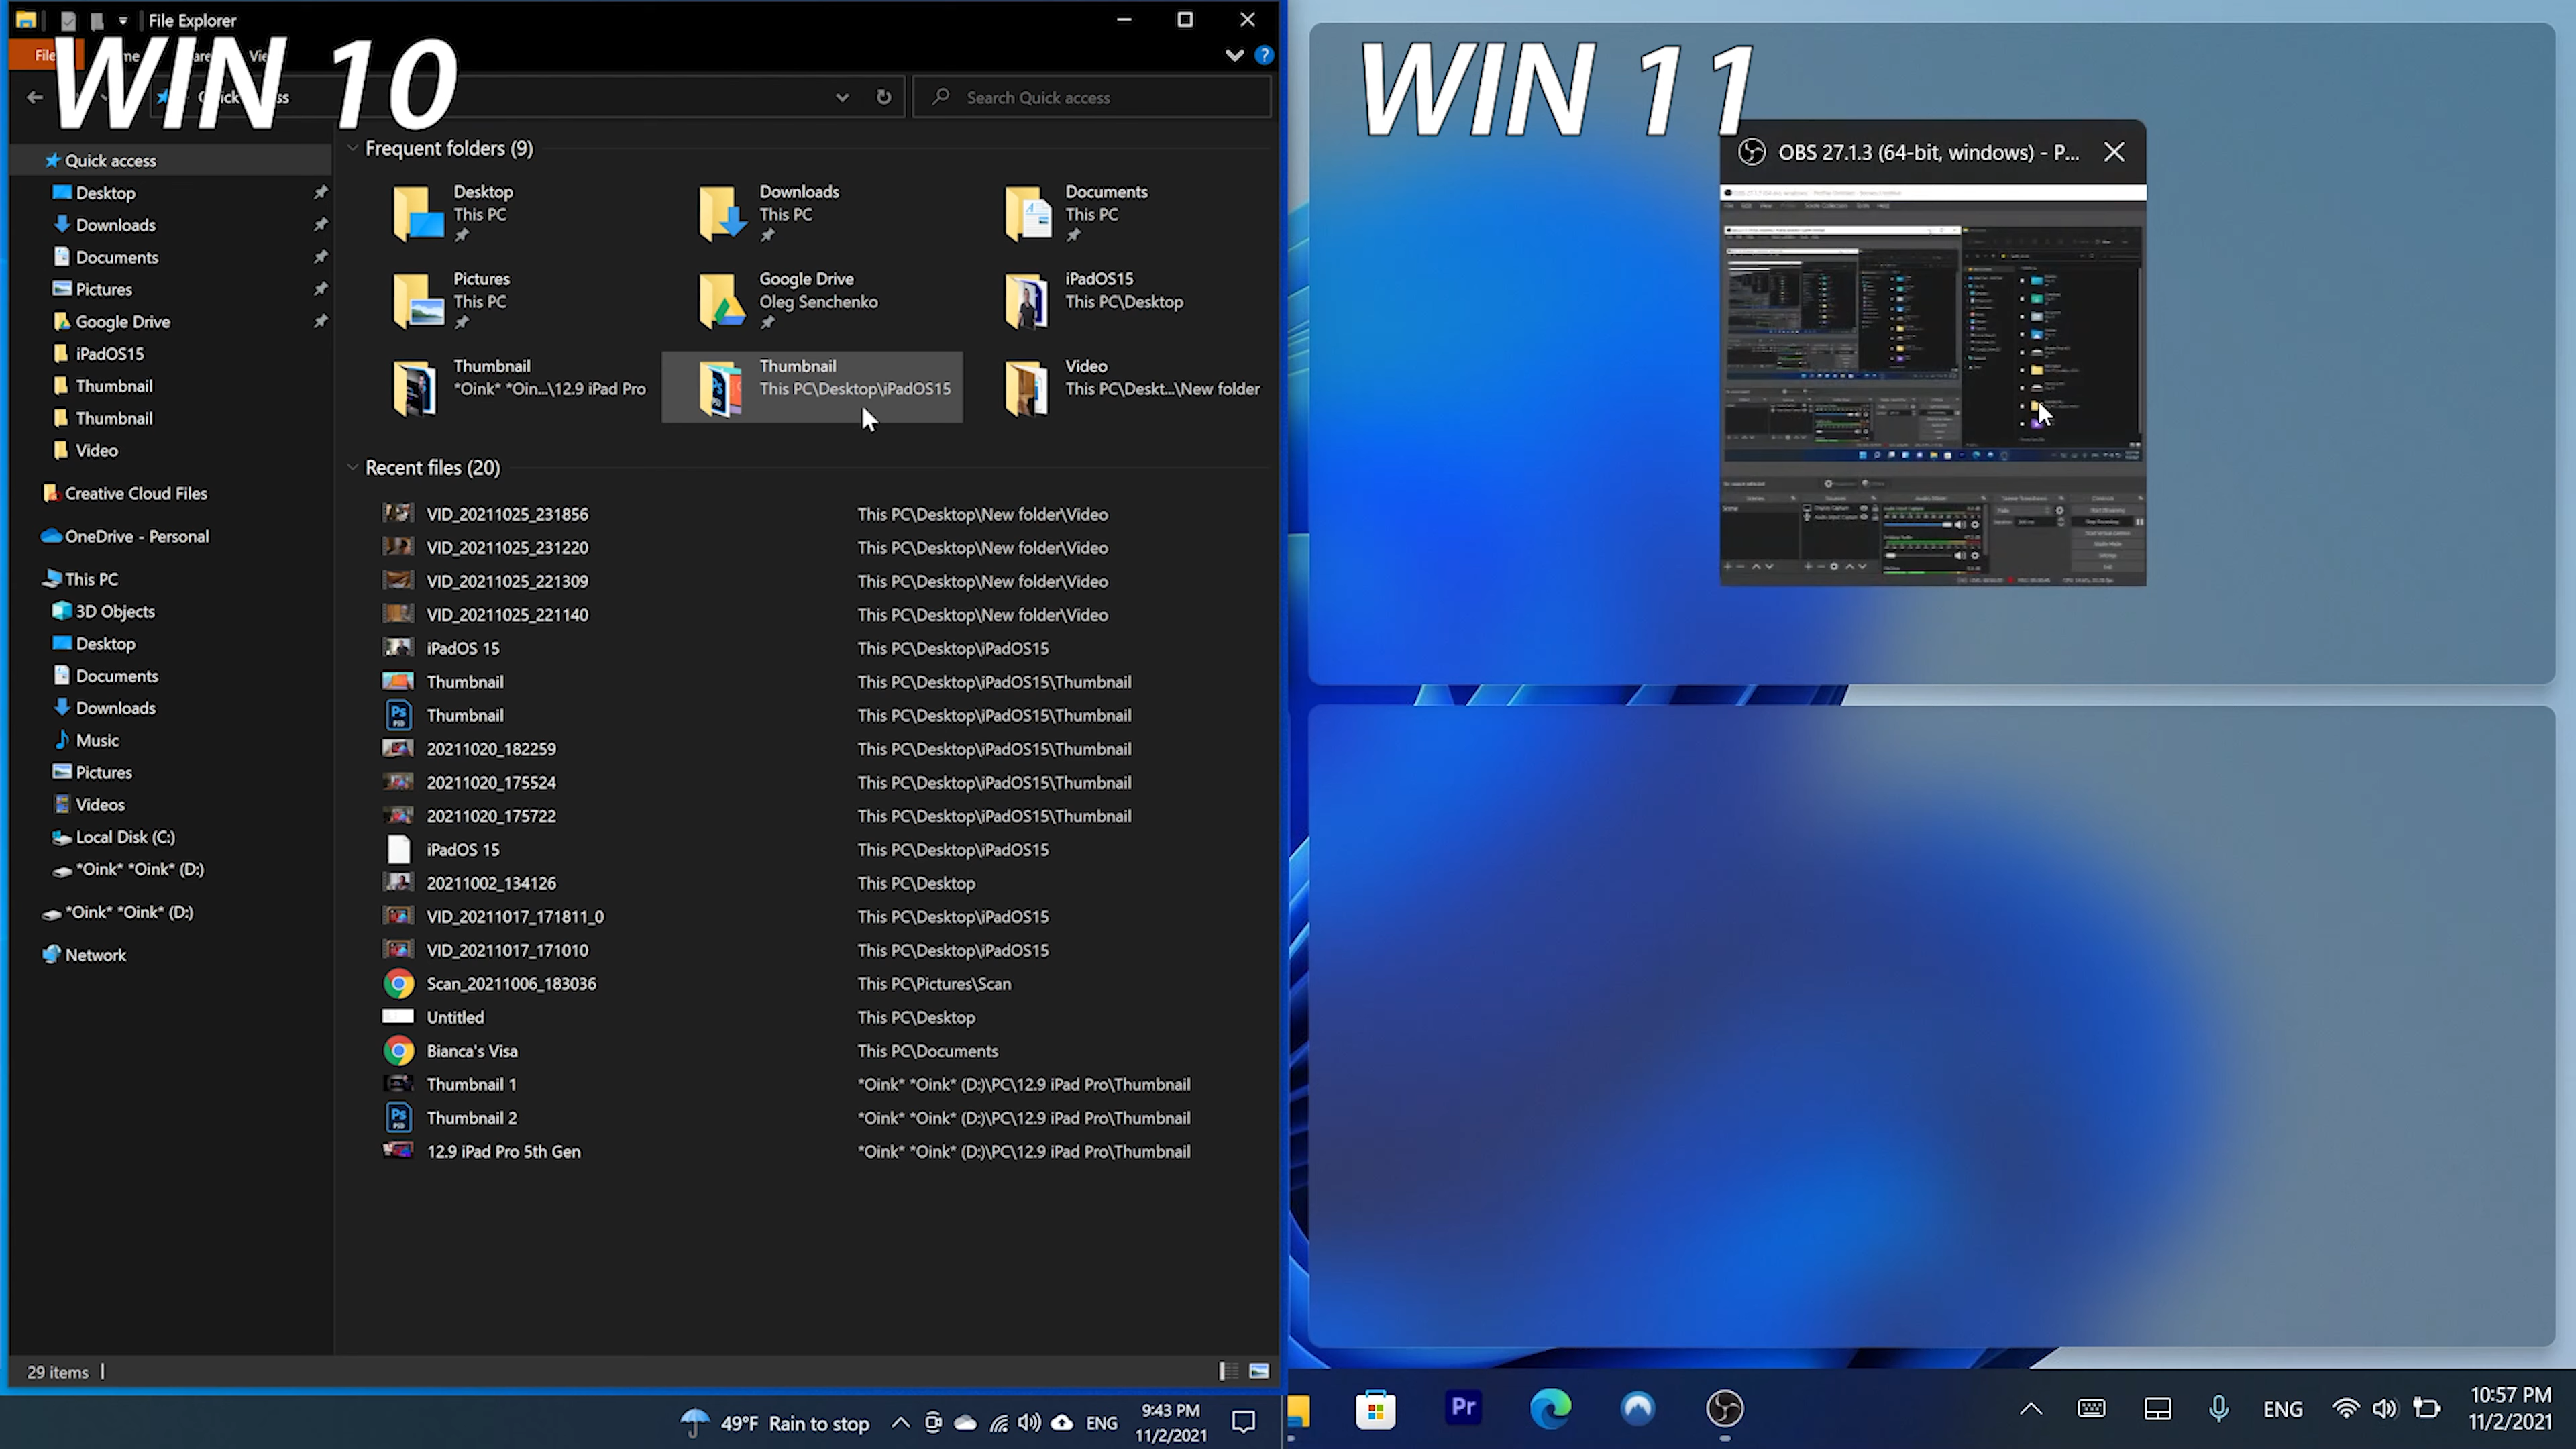 File Explorer
WIN 10
File
Quick access
Search Quick access
Quick access
Desktop
Downloads
Documents
Pictures
Google Drive
iPadOS15
Thumbnail
Thumbnail
Video
Creative Cloud Files
OneDrive - Personal
This PC
3D Objects
Desktop
Documents
Downloads
Music
Pictures
Videos
Local Disk (C:)
*Oink* *Oink* (D:)
*Oink* *Oink* (D:)
Network
Frequent folders (9)
Desktop
This PC
Downloads
This PC
Documents
This PC
Pictures
This PC
Google Drive
Oleg Senchenko
iPadOS15
This PC\Desktop
Thumbnail
*Oink* *Oin...\12.9 iPad Pro
Thumbnail
This PC\Desktop\iPadOS15
Video
This PC\Deskt...\New folder
Recent files (20)
VID_20211025_231856 This PC\Desktop\New folder\Video
VID_20211025_231220 This PC\Desktop\New folder\Video
VID_20211025_221309 This PC\Desktop\New folder\Video
VID_20211025_221140 This PC\Desktop\New folder\Video
iPadOS 15 This PC\Desktop\iPadOS15
Thumbnail This PC\Desktop\iPadOS15\Thumbnail
Thumbnail This PC\Desktop\iPadOS15\Thumbnail
20211020_182259 This PC\Desktop\iPadOS15\Thumbnail
20211020_175524 This PC\Desktop\iPadOS15\Thumbnail
20211020_175722 This PC\Desktop\iPadOS15\Thumbnail
iPadOS 15 This PC\Desktop\iPadOS15
20211002_134126 This PC\Desktop
VID_20211017_171811_0 This PC\Desktop\iPadOS15
VID_20211017_171010 This PC\Desktop\iPadOS15
Scan_20211006_183036 This PC\Pictures\Scan
Untitled This PC\Desktop
Bianca's Visa This PC\Documents
Thumbnail 1 *Oink* *Oink* (D:)\PC\12.9 iPad Pro\Thumbnail
Thumbnail 2 *Oink* *Oink* (D:)\PC\12.9 iPad Pro\Thumbnail
12.9 iPad Pro 5th Gen *Oink* *Oink* (D:)\PC\12.9 iPad Pro\Thumbnail
29 items
49°F Rain to stop
ENG
9:43 PM
11/2/2021
WIN 11
OBS 27.1.3 (64-bit, windows) - P...
Pr
ENG
10:57 PM
11/2/2021